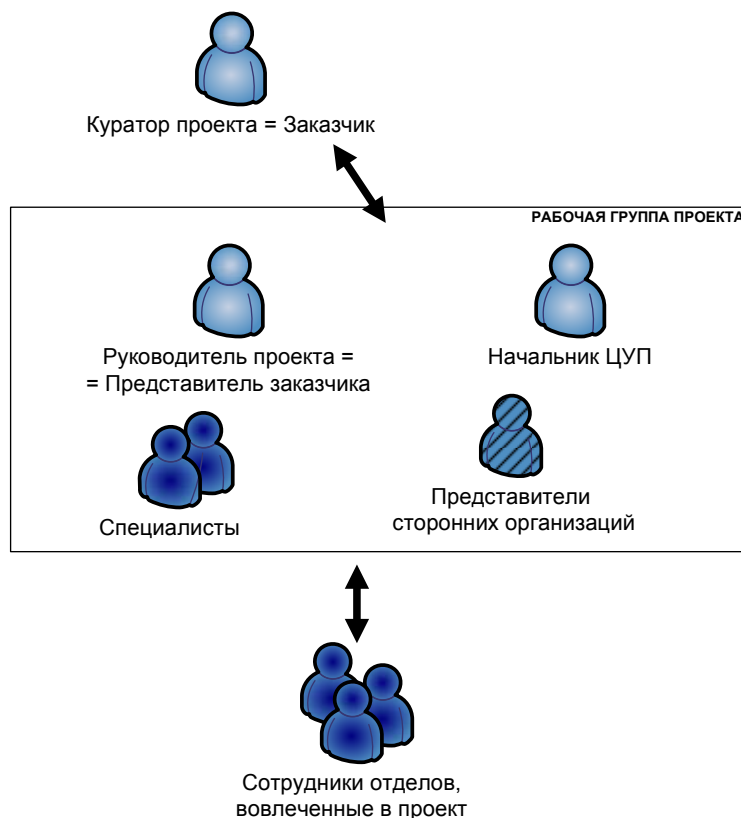 Куратор проекта = Заказчик
РАБОЧАЯ ГРУППА ПРОЕКТА
Руководитель проекта =
= Представитель заказчика
Начальник ЦУП
Специалисты
Представители
сторонних организаций
Сотрудники отделов,
вовлеченные в проект